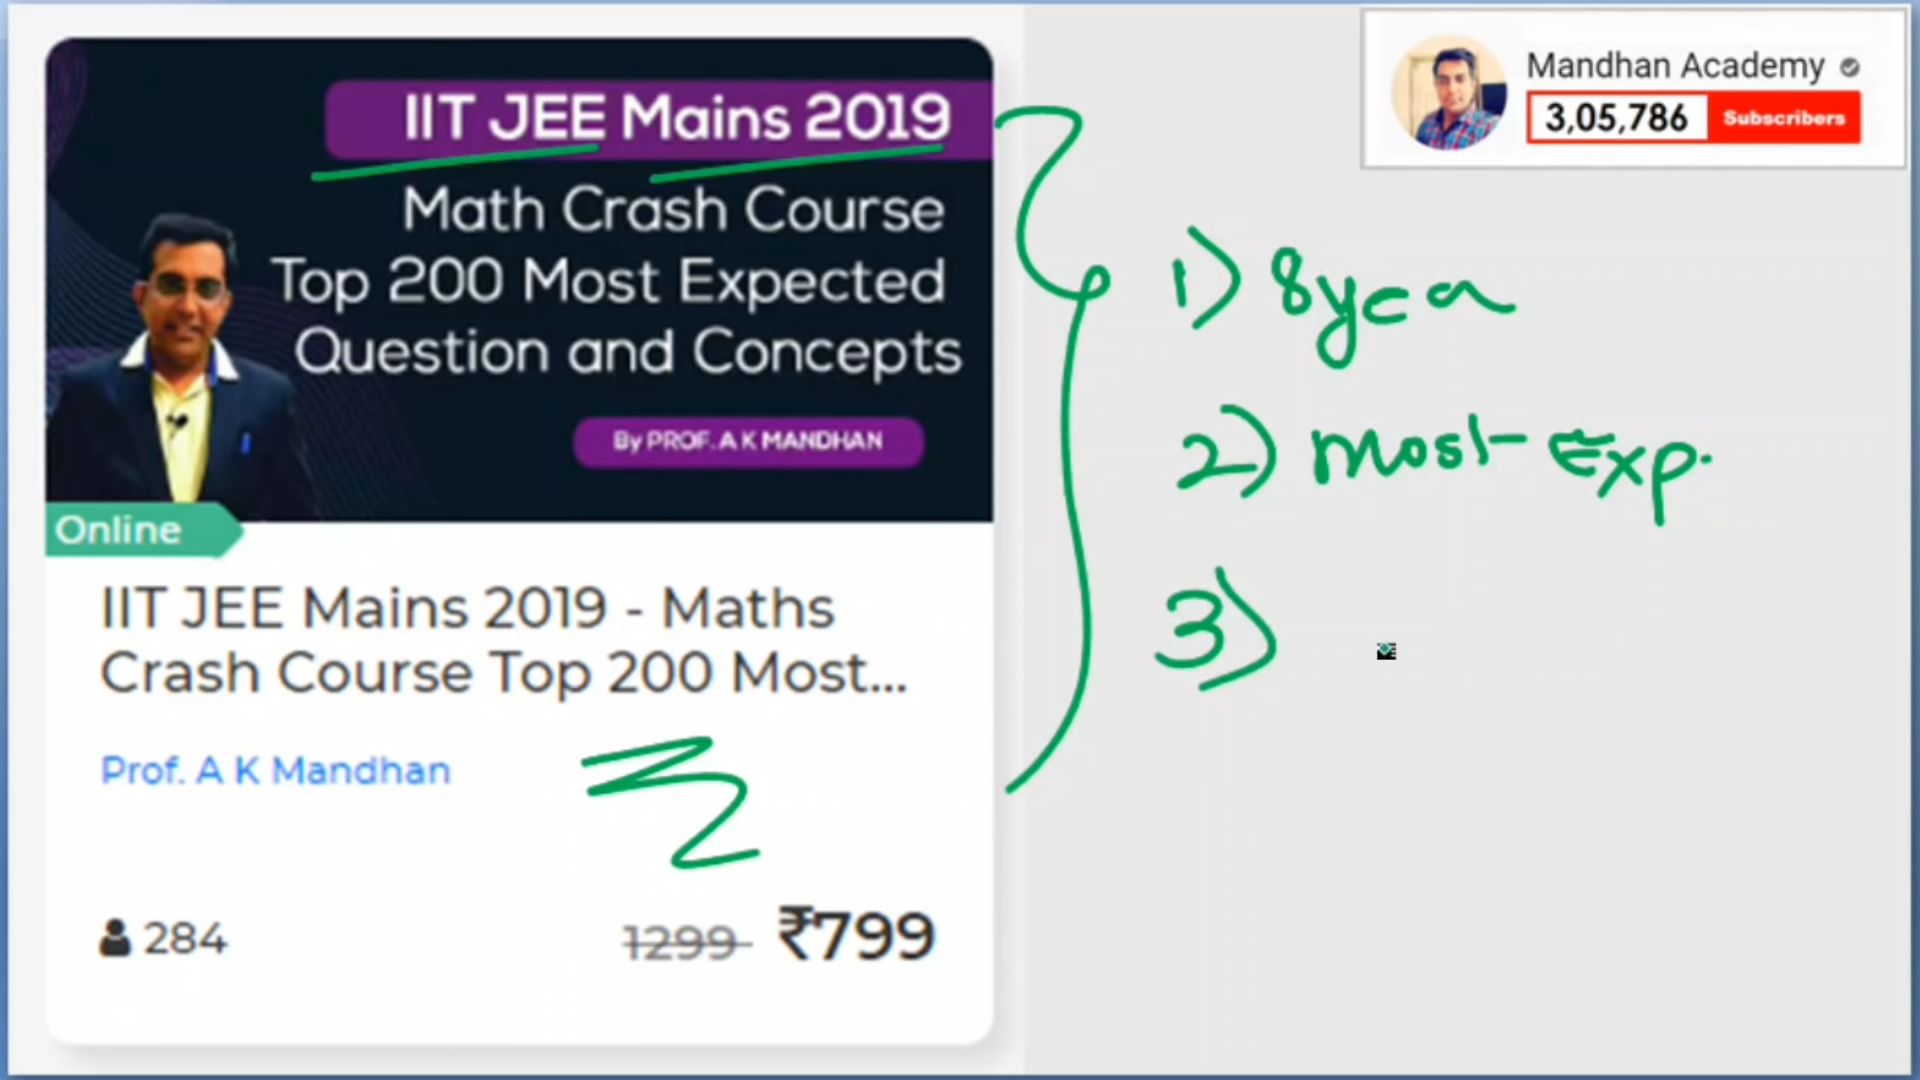 IIT JEE Mains 2019
Math Crash Course
Top 200 Most Expected
Question and Concepts
By PROF. A K MANDHAN
Online
IIT JEE Mains 2019 - Maths
Crash Course Top 200 Most...
Prof. A K Mandhan
284
1299 ₹799
Mandhan Academy
3,05,786 Subscribers
1) 8yea
2) most Exp.
3)